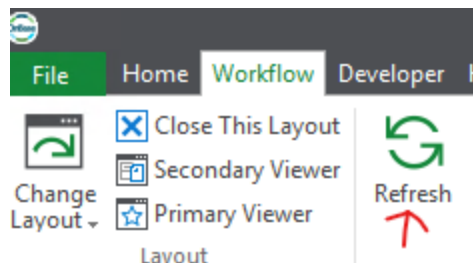 File Home Workflow Developer
Close This Layout
Secondary Viewer
Primary Viewer
Change
Layout
Refresh
Layout